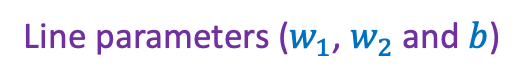 Line parameters (w₁, w₂ and b)